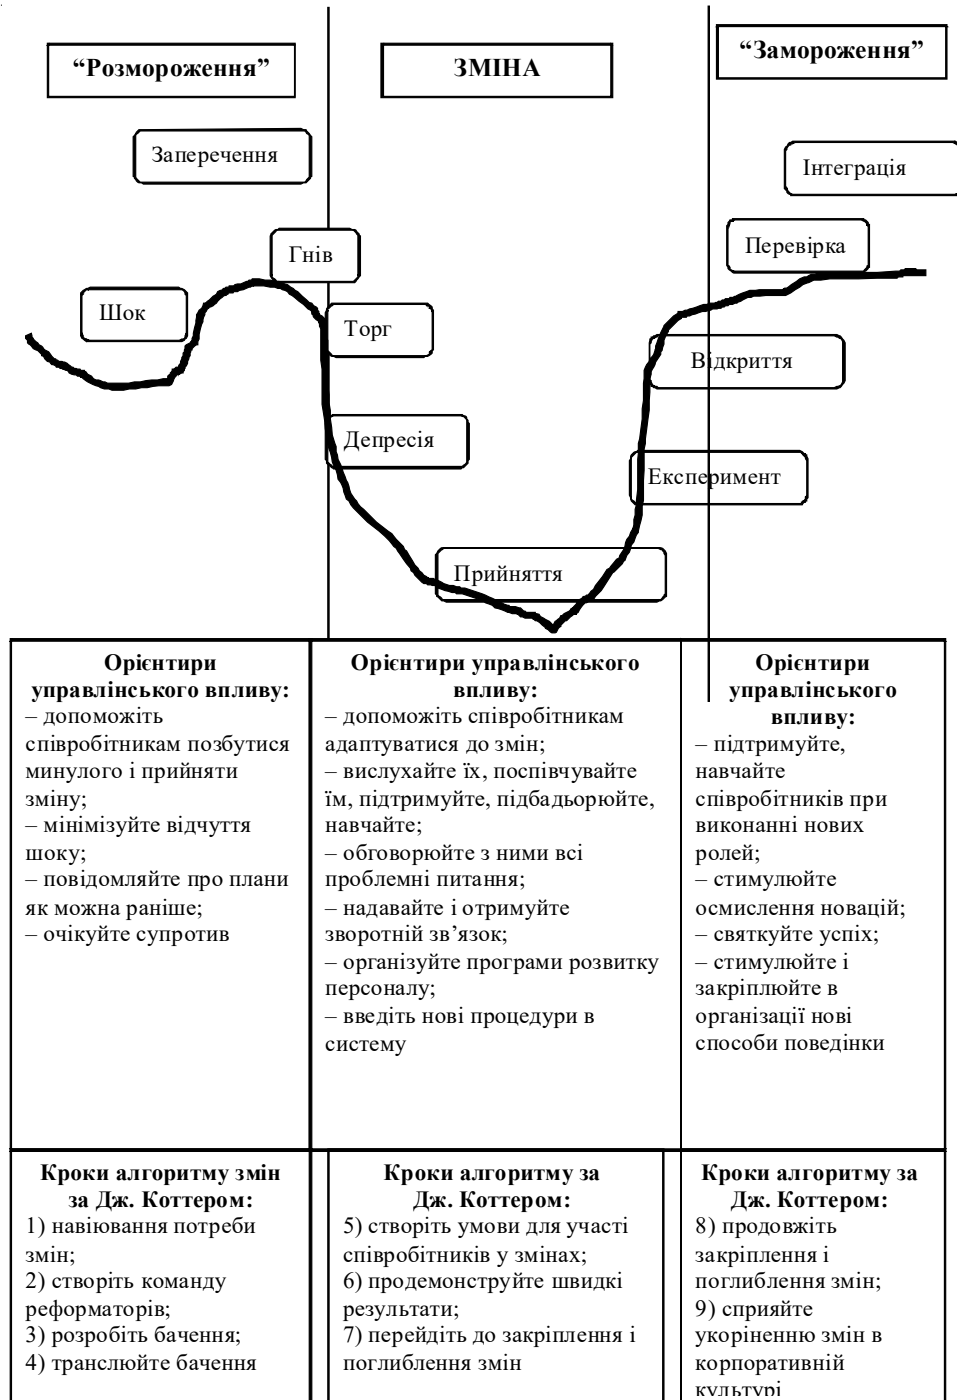 “Розмороження”
ЗМІНА
“Замороження”
Заперечення
Інтеграція
Гнів
Перевірка
Шок
Торг
Відкриття
Депресія
Експеримент
Прийняття
Орієнтири
управлінського впливу:
– допоможіть
співробітникам позбутися
минулого і прийняти
зміну;
– мінімізуйте відчуття
шоку;
– повідомляйте про плани
як можна раніше;
– очікуйте супротив
Орієнтири управлінського
впливу:
– допоможіть співробітникам
адаптуватися до змін;
– вислухайте їх, поспівчувайте
їм, підтримуйте, підбадьорюйте,
навчайте;
– обговорюйте з ними всі
проблемні питання;
– надавайте і отримуйте
зворотній зв’язок;
– організуйте програми розвитку
персоналу;
– введіть нові процедури в
систему
Орієнтири
управлінського
впливу:
– підтримуйте,
навчайте
співробітників при
виконанні нових
ролей;
– стимулюйте
осмислення новацій;
– святкуйте успіх;
– стимулюйте і
закріплюйте в
організації нові
способи поведінки
Кроки алгоритму змін
за Дж. Коттером:
1) навіювання потреби
змін;
2) створіть команду
реформаторів;
3) розробіть бачення;
4) транслюйте бачення
Кроки алгоритму за
Дж. Коттером:
5) створіть умови для участі
співробітників у змінах;
6) продемонструйте швидкі
результати;
7) перейдіть до закріплення і
поглиблення змін
Кроки алгоритму за
Дж. Коттером:
8) продовжіть
закріплення і
поглиблення змін;
9) сприяйте
укоріненню змін в
корпоративній
культурі